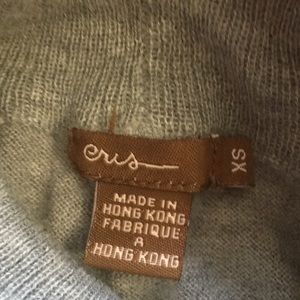 eris
XS
MADE IN
HONG KONG
FABRIQUE
A
HONG KONG